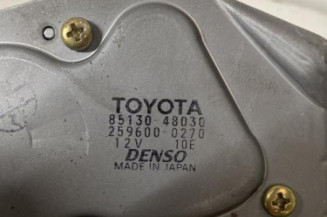 TOYOTA
85130-48030
259600-0270
12V 10E
DENSO
MADE IN JAPAN